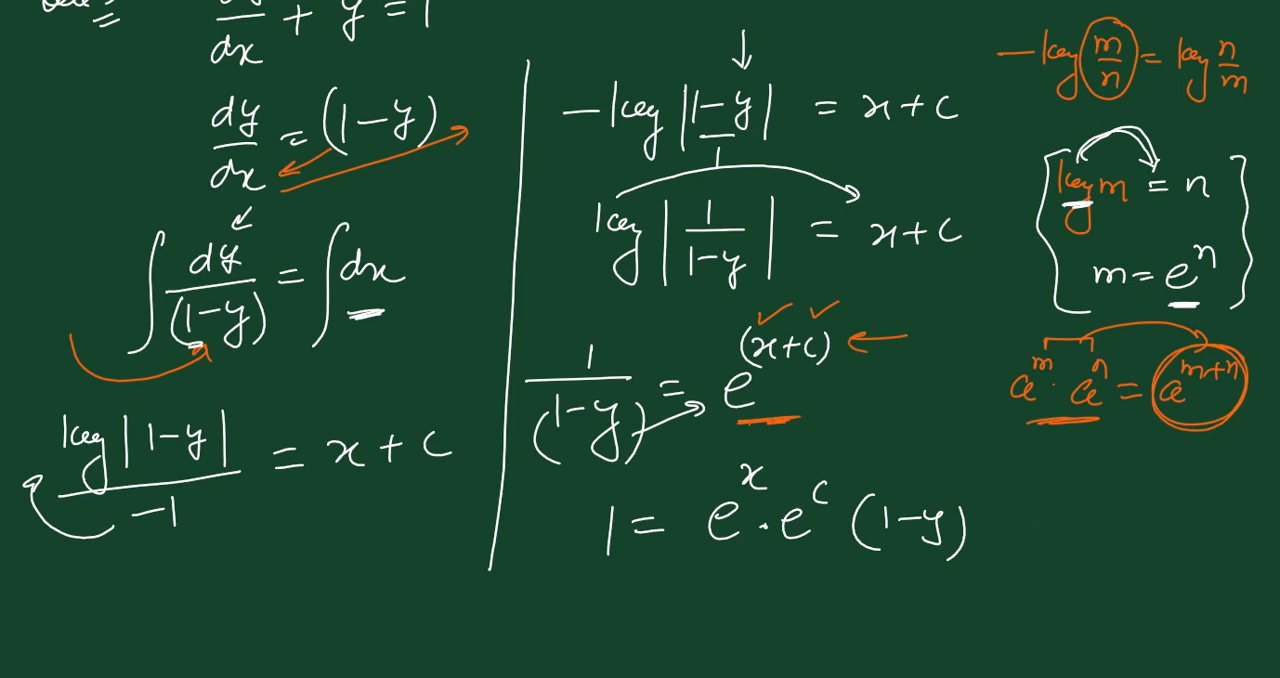 dy/dx + y = 1
dy/dx = (1-y)
∫ dy/(1-y) = ∫ dx
log|1-y| / -1 = x + c
-log |1-y|/1 = x+c
log |1/(1-y)| = x+c
1/(1-y) = e^(x+c)
1 = e^x . e^c (1-y)
-log (m/n) = log n/m
[log m = n
m = e^n]
a^m . a^n = a^(m+n)